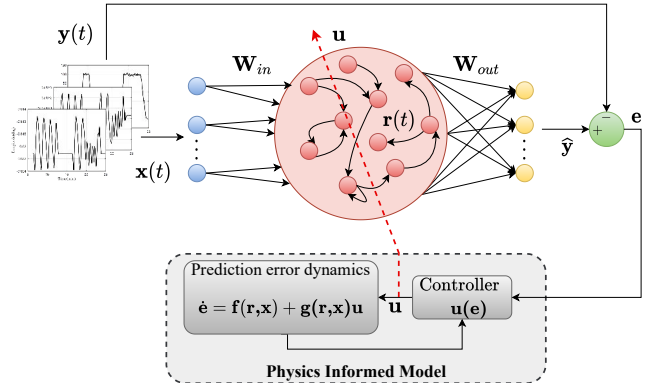 y(t)
W_in
u
W_out
r(t)
x(t)
+
−
e
ŷ
Prediction error dynamics
ė = f(r,x) + g(r,x)u
u
Controller
u(e)
Physics Informed Model